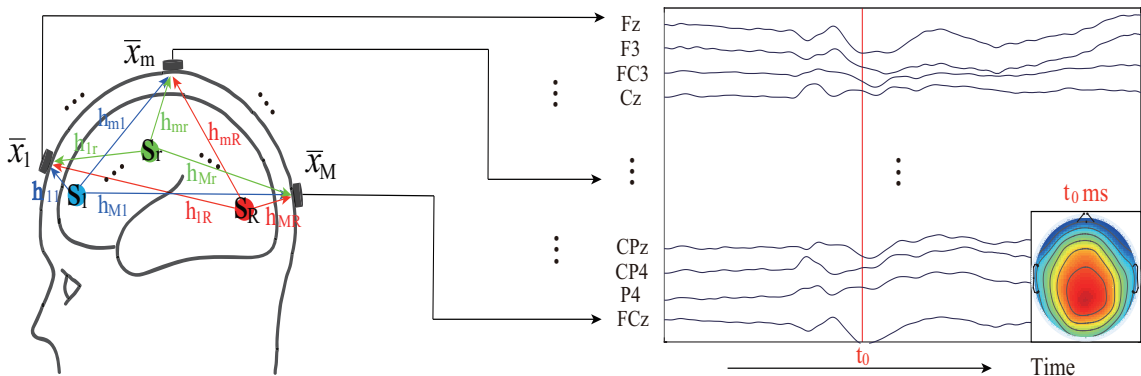 x̄m
x̄1
x̄M
hm1
hmr
hmR
h1r
h11
hM1
hMr
h1R
hMR
S1
Sr
SR
Fz
F3
FC3
Cz
CPz
CP4
P4
FCz
t0 ms
t0
Time